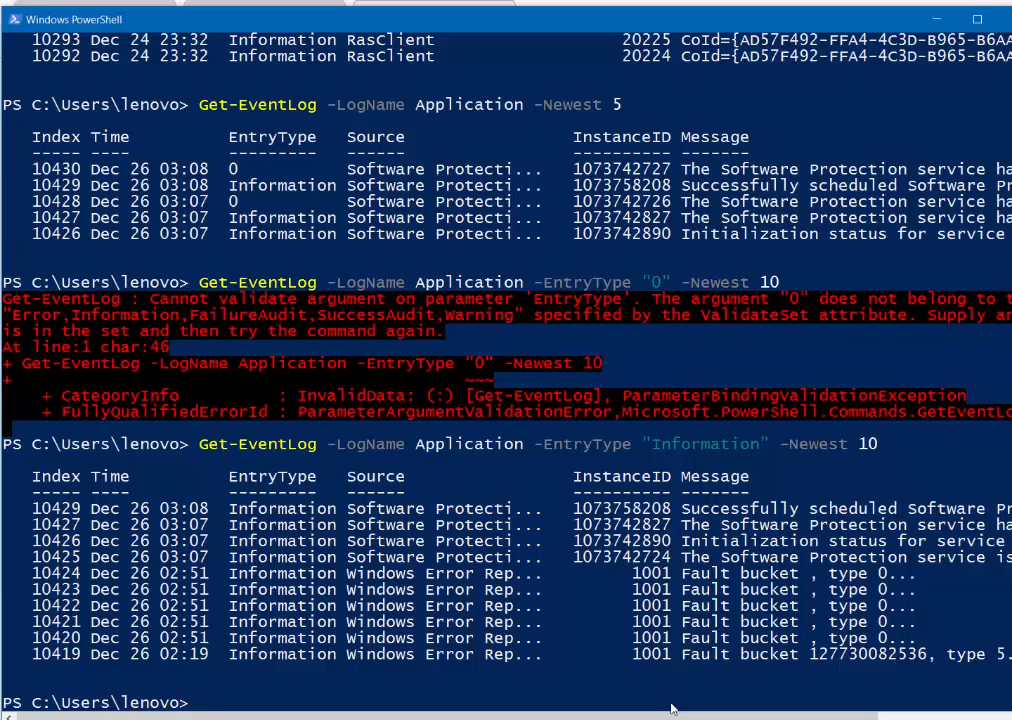 Windows PowerShell
10293 Dec 24 23:32 Information RasClient 20225 CoId={AD57F492-FFA4-4C3D-B965-B6AA
10292 Dec 24 23:32 Information RasClient 20224 CoId={AD57F492-FFA4-4C3D-B965-B6AA
PS C:\Users\lenovo> Get-EventLog -LogName Application -Newest 5
Index Time EntryType Source InstanceID Message
----- ---- --------- ------ ---------- -------
10430 Dec 26 03:08 0 Software Protecti... 1073742727 The Software Protection service ha
10429 Dec 26 03:08 Information Software Protecti... 1073758208 Successfully scheduled Software Pr
10428 Dec 26 03:07 0 Software Protecti... 1073742726 The Software Protection service ha
10427 Dec 26 03:07 Information Software Protecti... 1073742827 The Software Protection service ha
10426 Dec 26 03:07 Information Software Protecti... 1073742890 Initialization status for service
PS C:\Users\lenovo> Get-EventLog -LogName Application -EntryType "0" -Newest 10
Get-EventLog : Cannot validate argument on parameter 'EntryType'. The argument "0" does not belong to t
"Error,Information,FailureAudit,SuccessAudit,Warning" specified by the ValidateSet attribute. Supply an
is in the set and then try the command again.
At line:1 char:46
+ Get-EventLog -LogName Application -EntryType "0" -Newest 10
+ ~~~
+ CategoryInfo : InvalidData: (:) [Get-EventLog], ParameterBindingValidationException
+ FullyQualifiedErrorId : ParameterArgumentValidationError,Microsoft.PowerShell.Commands.GetEventLo
PS C:\Users\lenovo> Get-EventLog -LogName Application -EntryType "Information" -Newest 10
Index Time EntryType Source InstanceID Message
----- ---- --------- ------ ---------- -------
10429 Dec 26 03:08 Information Software Protecti... 1073758208 Successfully scheduled Software Pr
10427 Dec 26 03:07 Information Software Protecti... 1073742827 The Software Protection service ha
10426 Dec 26 03:07 Information Software Protecti... 1073742890 Initialization status for service
10425 Dec 26 03:07 Information Software Protecti... 1073742724 The Software Protection service is
10424 Dec 26 02:51 Information Windows Error Rep... 1001 Fault bucket , type 0...
10423 Dec 26 02:51 Information Windows Error Rep... 1001 Fault bucket , type 0...
10422 Dec 26 02:51 Information Windows Error Rep... 1001 Fault bucket , type 0...
10421 Dec 26 02:51 Information Windows Error Rep... 1001 Fault bucket , type 0...
10420 Dec 26 02:51 Information Windows Error Rep... 1001 Fault bucket , type 0...
10419 Dec 26 02:19 Information Windows Error Rep... 1001 Fault bucket 127730082536, type 5.
PS C:\Users\lenovo>